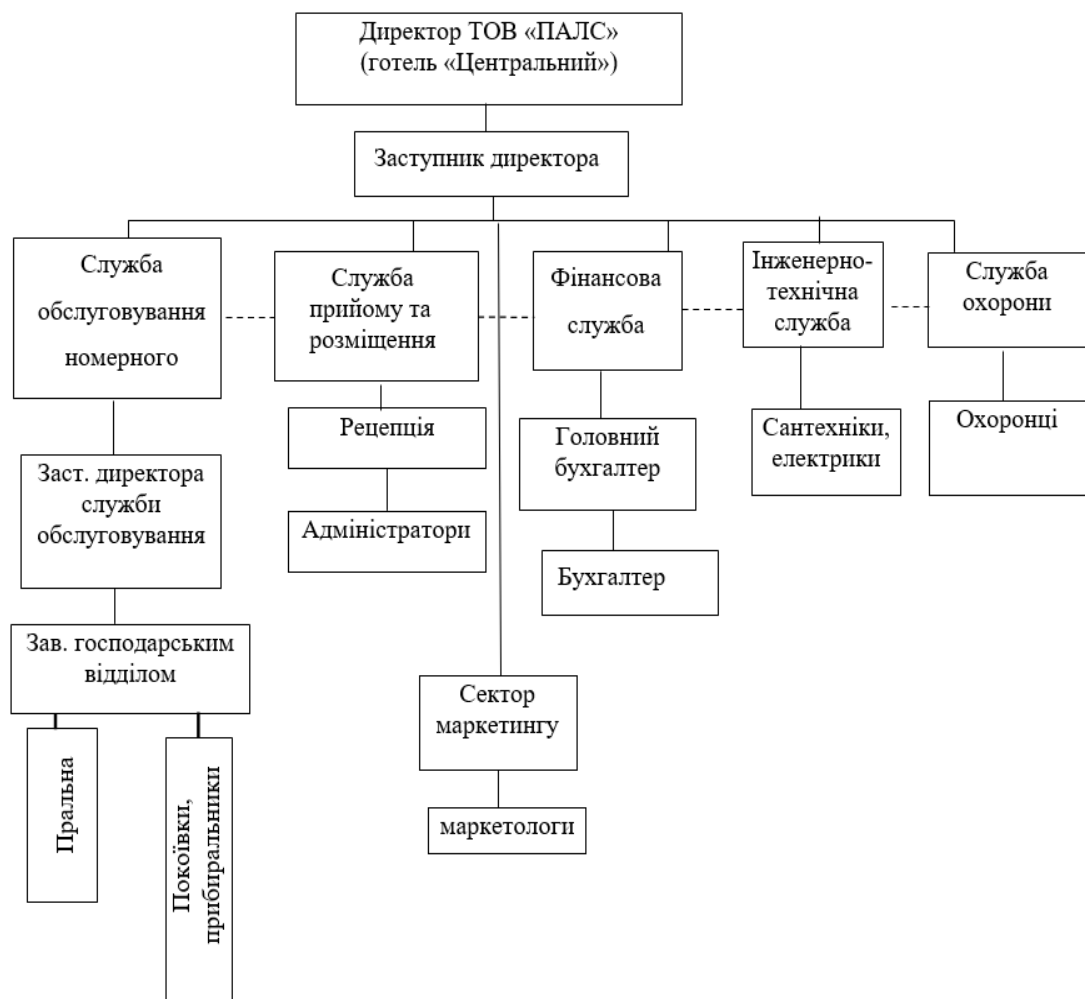 Директор ТОВ «ПАЛС»
(готель «Центральний»)
Заступник директора
Служба
обслуговування
номерного
Служба
прийому та
розміщення
Фінансова
служба
Інженерно-
технічна
служба
Служба
охорони
Рецепція
Адміністратори
Головний
бухгалтер
Бухгалтер
Сантехніки,
електрики
Охоронці
Заст. директора
служби
обслуговування
Зав. господарським
відділом
Пральна
Покоївки,
прибиральники
Сектор
маркетингу
маркетологи